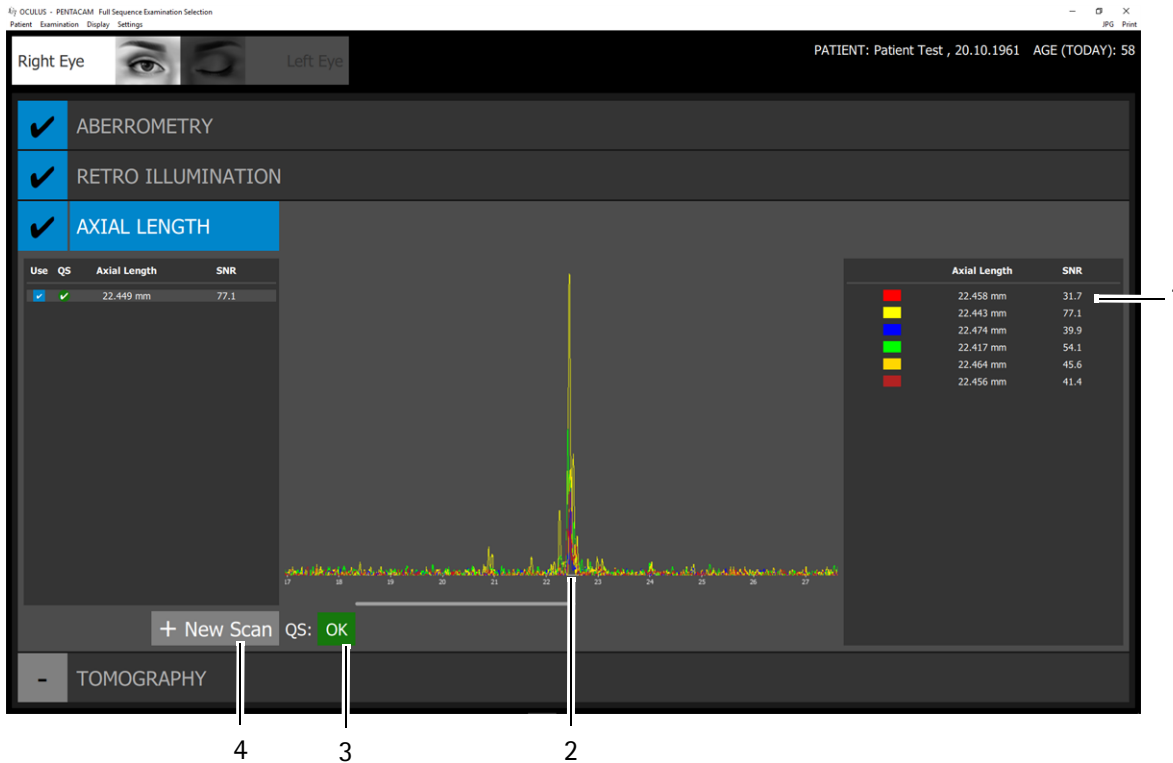 OCULUS - PENTACAM Full Sequence Examination Selection
Patient Examination Display Settings JPG Print
Right Eye Left Eye PATIENT: Patient Test , 20.10.1961 AGE (TODAY): 58
ABERROMETRY
RETRO ILLUMINATION
AXIAL LENGTH
Use QS Axial Length SNR
22.449 mm 77.1
Axial Length SNR
22.458 mm 31.7
22.443 mm 77.1
22.474 mm 39.9
22.417 mm 54.1
22.464 mm 45.6
22.456 mm 41.4
17 18 19 20 21 22 23 24 25 26 27
+ New Scan QS: OK
- TOMOGRAPHY
4 3 2